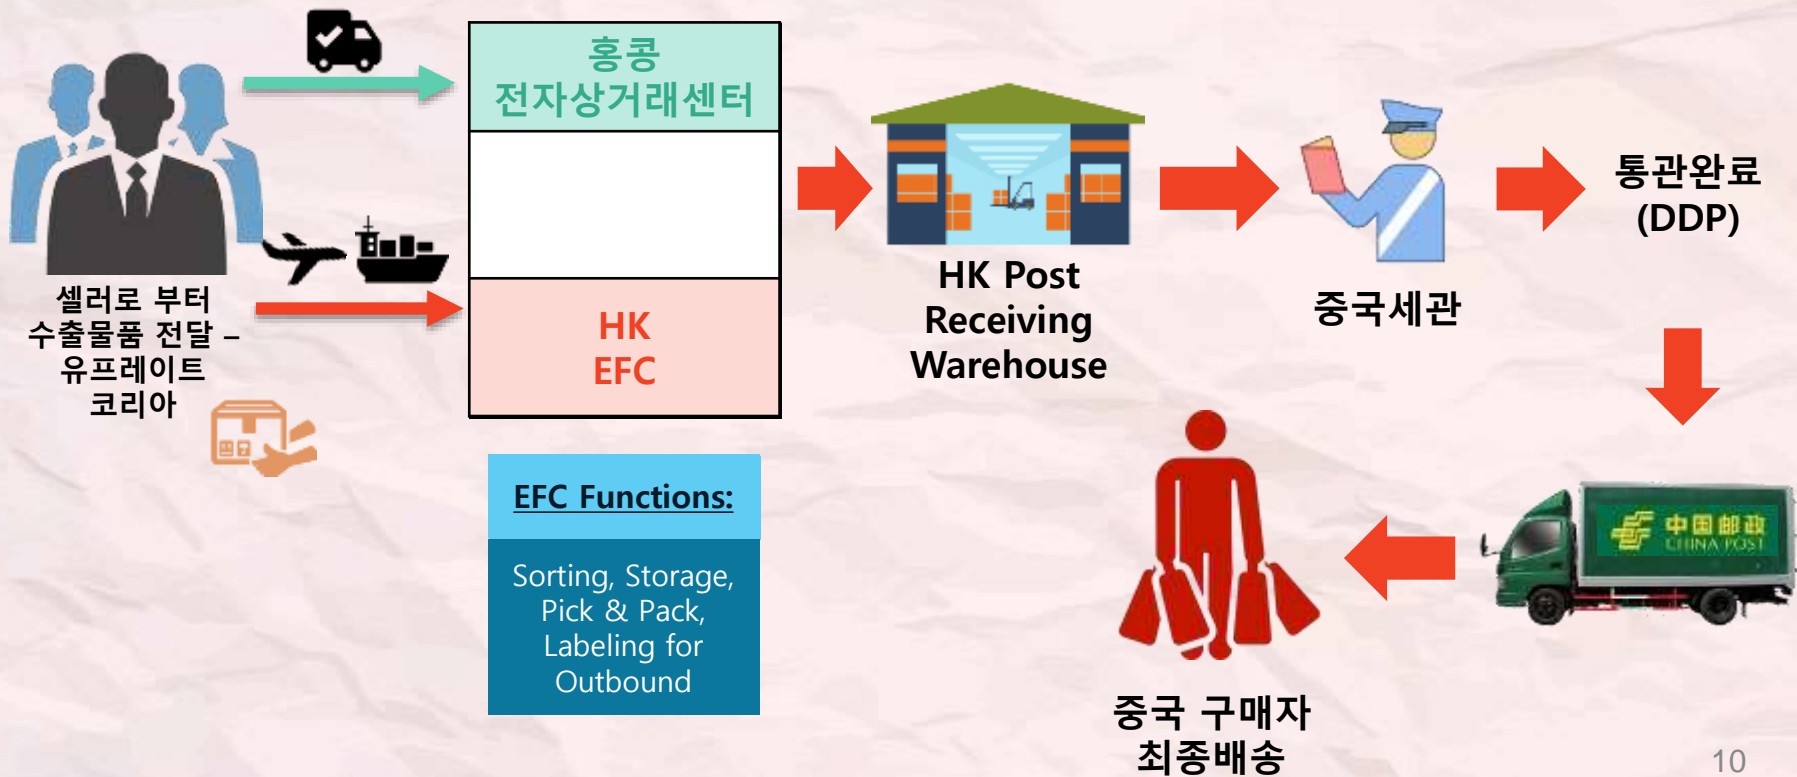 홍콩
전자상거래센터
셀러로 부터
수출물품 전달 –
유프레이트
코리아
HK
EFC
EFC Functions:
Sorting, Storage,
Pick & Pack,
Labeling for
Outbound
HK Post
Receiving
Warehouse
중국세관
통관완료
(DDP)
中国邮政
CHINA POST
중국 구매자
최종배송
10